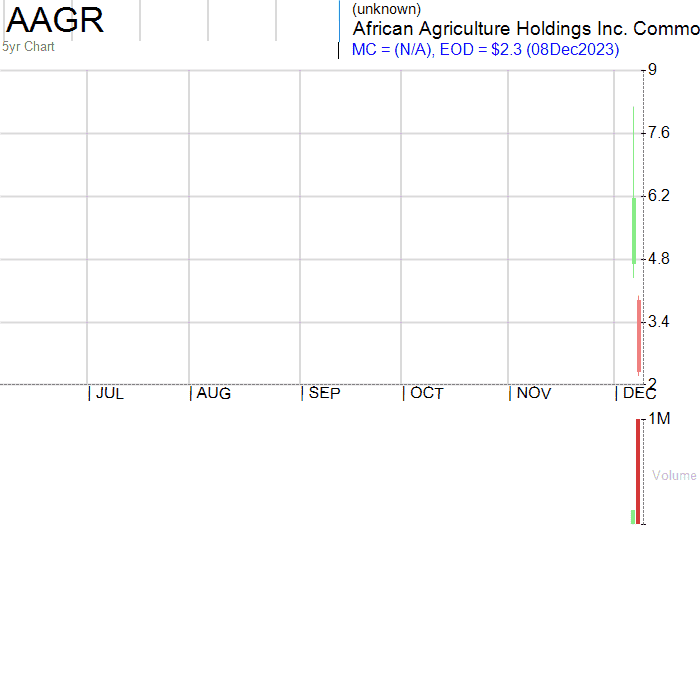 AAGR
5yr Chart
(unknown)
African Agriculture Holdings Inc. Commo
MC = (N/A), EOD = $2.3 (08Dec2023)
9
7.6
6.2
4.8
3.4
2
JUL AUG SEP OCT NOV DEC
1M
Volume